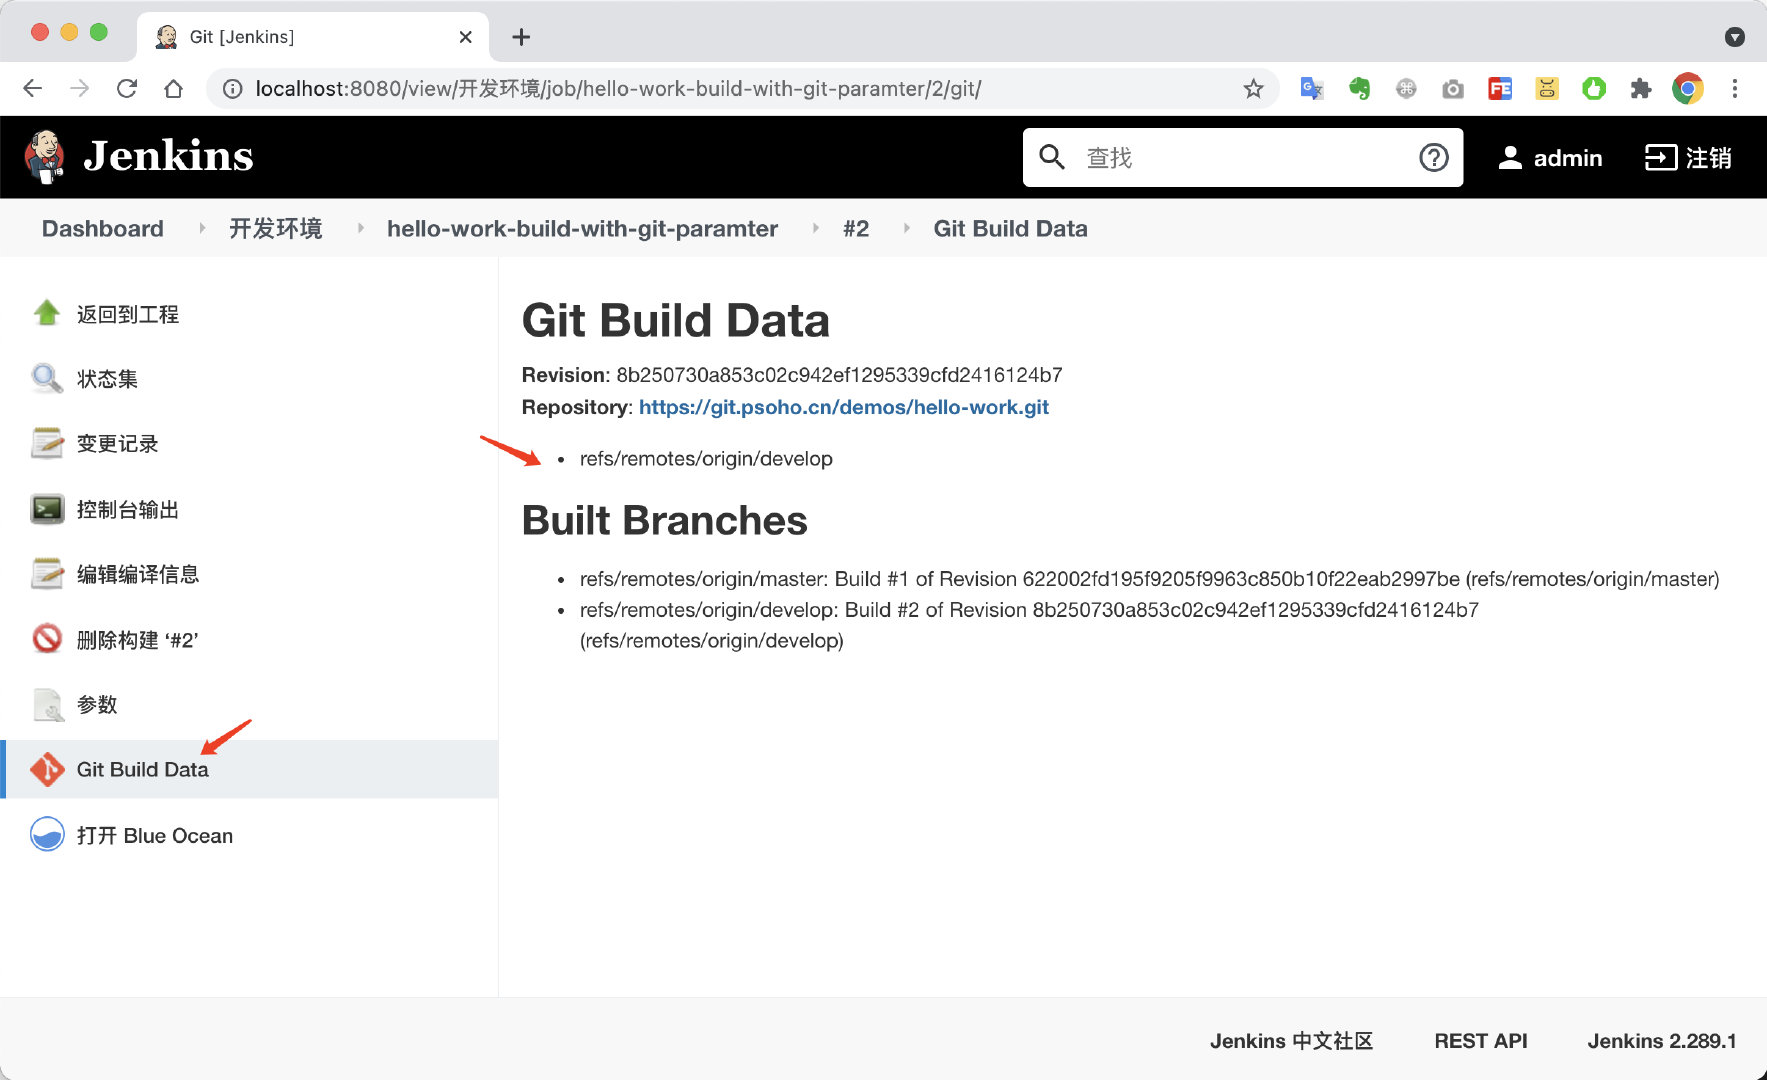 Git [Jenkins]
localhost:8080/view/开发环境/job/hello-work-build-with-git-paramter/2/git/
Jenkins
查找
admin
注销
Dashboard
开发环境
hello-work-build-with-git-paramter
#2
Git Build Data
返回到工程
状态集
变更记录
控制台输出
编辑编译信息
删除构建 ‘#2’
参数
Git Build Data
打开 Blue Ocean
Git Build Data
Revision: 8b250730a853c02c942ef1295339cfd2416124b7
Repository: https://git.psoho.cn/demos/hello-work.git
• refs/remotes/origin/develop
Built Branches
• refs/remotes/origin/master: Build #1 of Revision 622002fd195f9205f9963c850b10f22eab2997be (refs/remotes/origin/master)
• refs/remotes/origin/develop: Build #2 of Revision 8b250730a853c02c942ef1295339cfd2416124b7
(refs/remotes/origin/develop)
Jenkins 中文社区
REST API
Jenkins 2.289.1